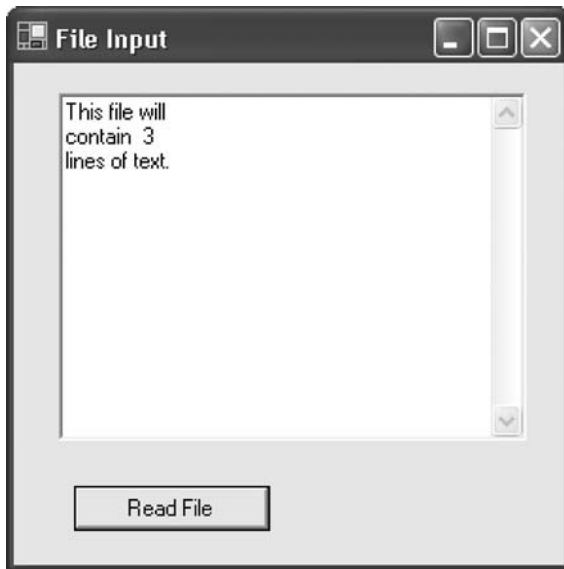 File Input
This file will
contain  3
lines of text.
Read File